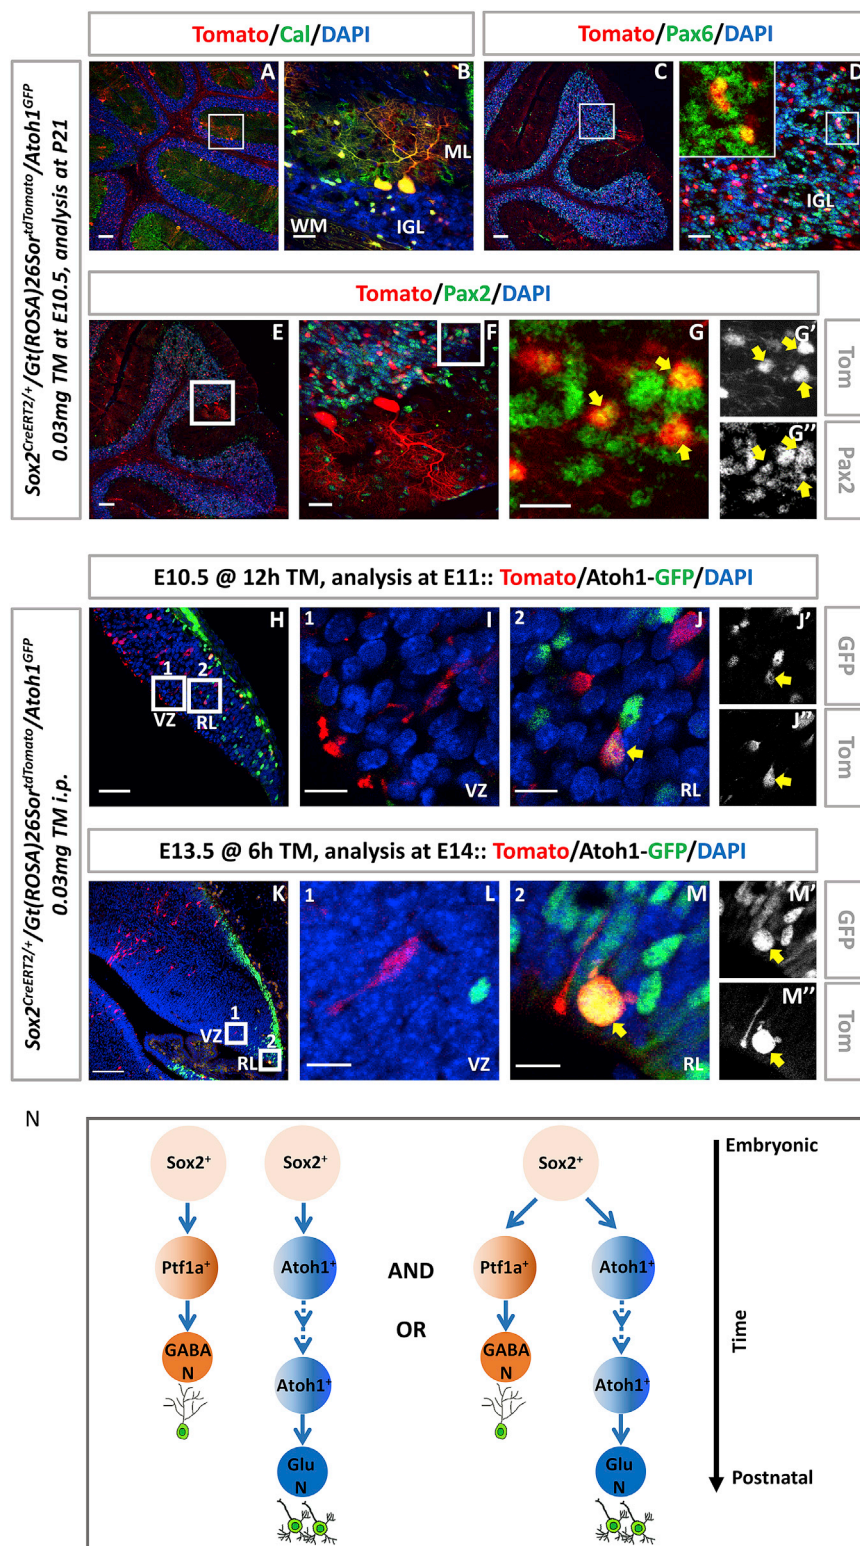 Tomato/Cal/DAPI
Tomato/Pax6/DAPI
Sox2CreERT2/+/Gt(ROSA)26SortdTomato/Atoh1GFP
0.03mg TM at E10.5, analysis at P21
A
B
ML
WM
IGL
C
D
IGL
Tomato/Pax2/DAPI
E
F
G
G'
Tom
G''
Pax2
E10.5 @ 12h TM, analysis at E11:: Tomato/Atoh1-GFP/DAPI
Sox2CreERT2/+/Gt(ROSA)26SortdTomato/Atoh1GFP
0.03mg TM i.p.
H
1
2
VZ
RL
1
I
VZ
2
J
RL
J'
GFP
J''
Tom
E13.5 @ 6h TM, analysis at E14:: Tomato/Atoh1-GFP/DAPI
K
1
VZ
2
RL
1
L
VZ
2
M
RL
M'
GFP
M''
Tom
N
Sox2+
Sox2+
Sox2+
Embryonic
Ptf1a+
Atoh1+
AND
Ptf1a+
Atoh1+
OR
Time
GABA
N
Atoh1+
GABA
N
Atoh1+
Glu
N
Glu
N
Postnatal